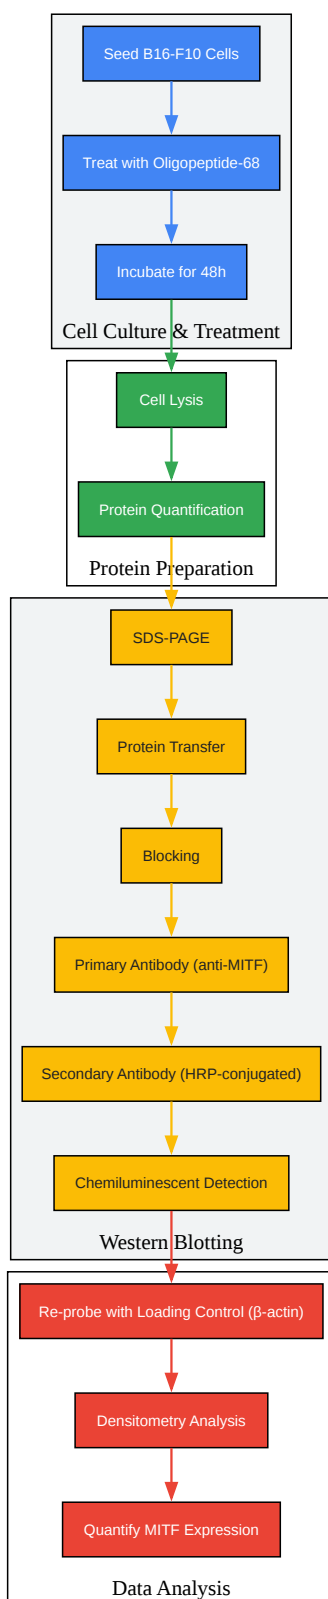 Seed B16-F10 Cells
Treat with Oligopeptide-68
Incubate for 48h
Cell Culture & Treatment
Cell Lysis
Protein Quantification
Protein Preparation
SDS-PAGE
Protein Transfer
Blocking
Primary Antibody (anti-MITF)
Secondary Antibody (HRP-conjugated)
Chemiluminescent Detection
Western Blotting
Re-probe with Loading Control (β-actin)
Densitometry Analysis
Quantify MITF Expression
Data Analysis